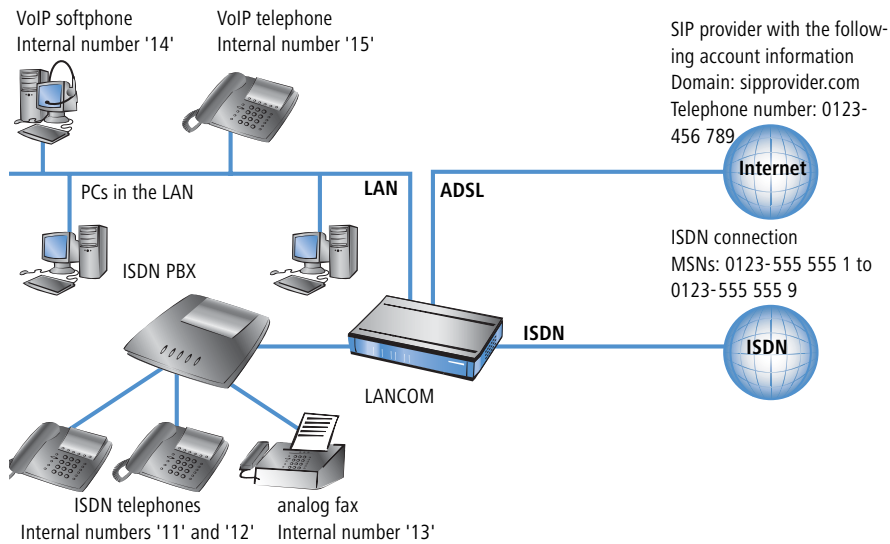 VoIP softphone
Internal number '14'
VoIP telephone
Internal number '15'
SIP provider with the follow-
ing account information
Domain: sipprovider.com
Telephone number: 0123-
456 789
Internet
PCs in the LAN
LAN
ADSL
ISDN connection
MSNs: 0123-555 555 1 to
0123-555 555 9
ISDN PBX
ISDN
ISDN
LANCOM
ISDN telephones
Internal numbers '11' and '12'
analog fax
Internal number '13'